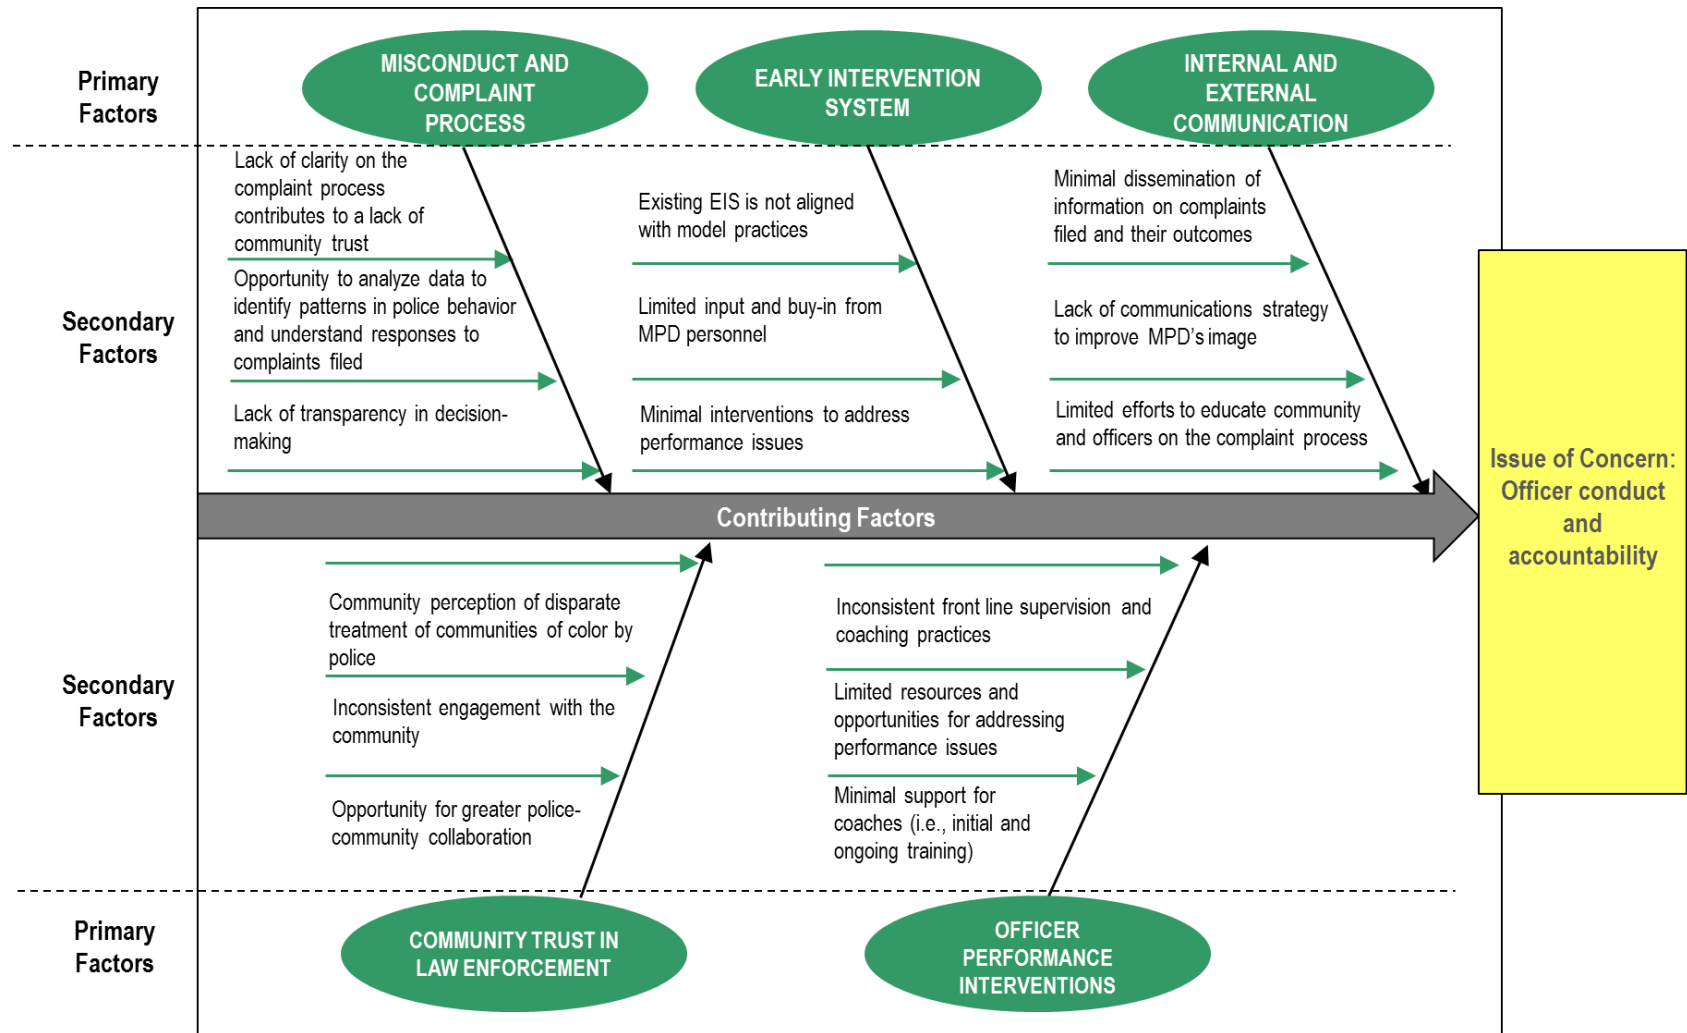 Primary
Factors
MISCONDUCT AND
COMPLAINT
PROCESS
EARLY INTERVENTION
SYSTEM
INTERNAL AND
EXTERNAL
COMMUNICATION
Secondary
Factors
Lack of clarity on the
complaint process
contributes to a lack of
community trust
Opportunity to analyze data to
identify patterns in police behavior
and understand responses to
complaints filed
Lack of transparency in decision-
making
Existing EIS is not aligned
with model practices
Limited input and buy-in from
MPD personnel
Minimal interventions to address
performance issues
Minimal dissemination of
information on complaints
filed and their outcomes
Lack of communications strategy
to improve MPD's image
Limited efforts to educate community
and officers on the complaint process
Contributing Factors
Issue of Concern:
Officer conduct
and
accountability
Secondary
Factors
Community perception of disparate
treatment of communities of color by
police
Inconsistent engagement with the
community
Opportunity for greater police-
community collaboration
Inconsistent front line supervision and
coaching practices
Limited resources and
opportunities for addressing
performance issues
Minimal support for
coaches (i.e., initial and
ongoing training)
Primary
Factors
COMMUNITY TRUST IN
LAW ENFORCEMENT
OFFICER
PERFORMANCE
INTERVENTIONS